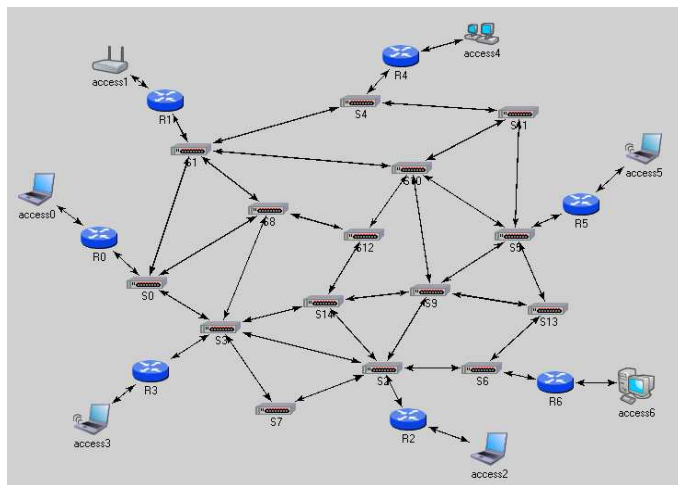 access1
R1
R4
access4
S4
S11
S1
S10
access5
access0
R0
S8
S12
S5
R5
S0
S14
S9
S13
S3
R3
S2
S6
R6
access6
access3
S7
R2
access2